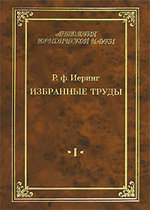 АНТОЛОГИЯ
ЮРИДИЧЕСКОЙ НАУКИ
Р. ф. Иеринг
ИЗБРАННЫЕ ТРУДЫ
I